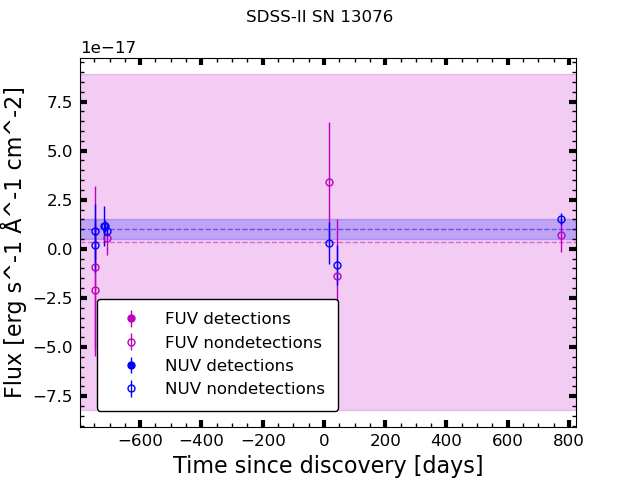 SDSS-II SN 13076
1e−17
Flux [erg s^-1 Å^-1 cm^-2]
7.5
5.0
2.5
0.0
−2.5
−5.0
−7.5
FUV detections
FUV nondetections
NUV detections
NUV nondetections
−600 −400 −200 0 200 400 600 800
Time since discovery [days]